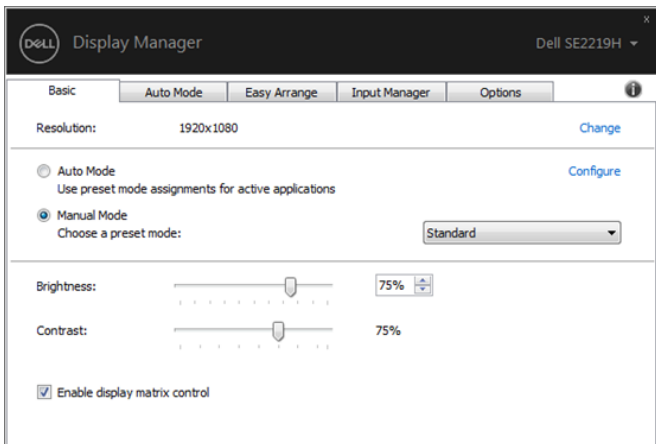 x
DELL Display Manager Dell SE2219H
Basic Auto Mode Easy Arrange Input Manager Options i
Resolution: 1920x1080 Change
Auto Mode Configure
Use preset mode assignments for active applications
Manual Mode
Choose a preset mode: Standard
Brightness: 75%
Contrast: 75%
Enable display matrix control